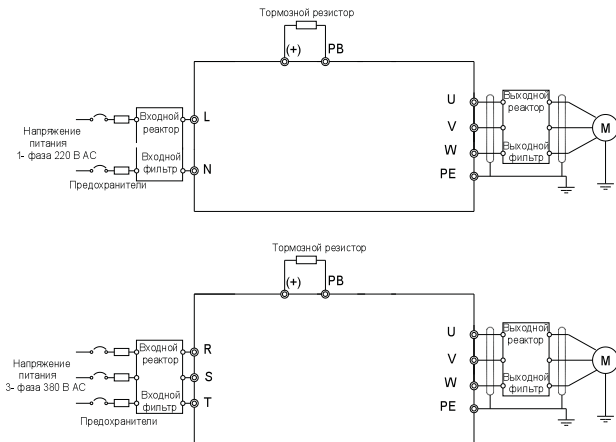 Тормозной резистор
(+)
PB
Входной
реактор
L
Напряжение
питания
1- фаза 220 В АС
Входной
фильтр
N
Предохранители
U
V
W
PE
Выходной
реактор
Выходной
фильтр
M
Тормозной резистор
(+)
PB
Входной
реактор
R
S
T
Напряжение
питания
3- фаза 380 В АС
Входной
фильтр
Предохранители
U
V
W
PE
Выходной
реактор
Выходной
фильтр
M